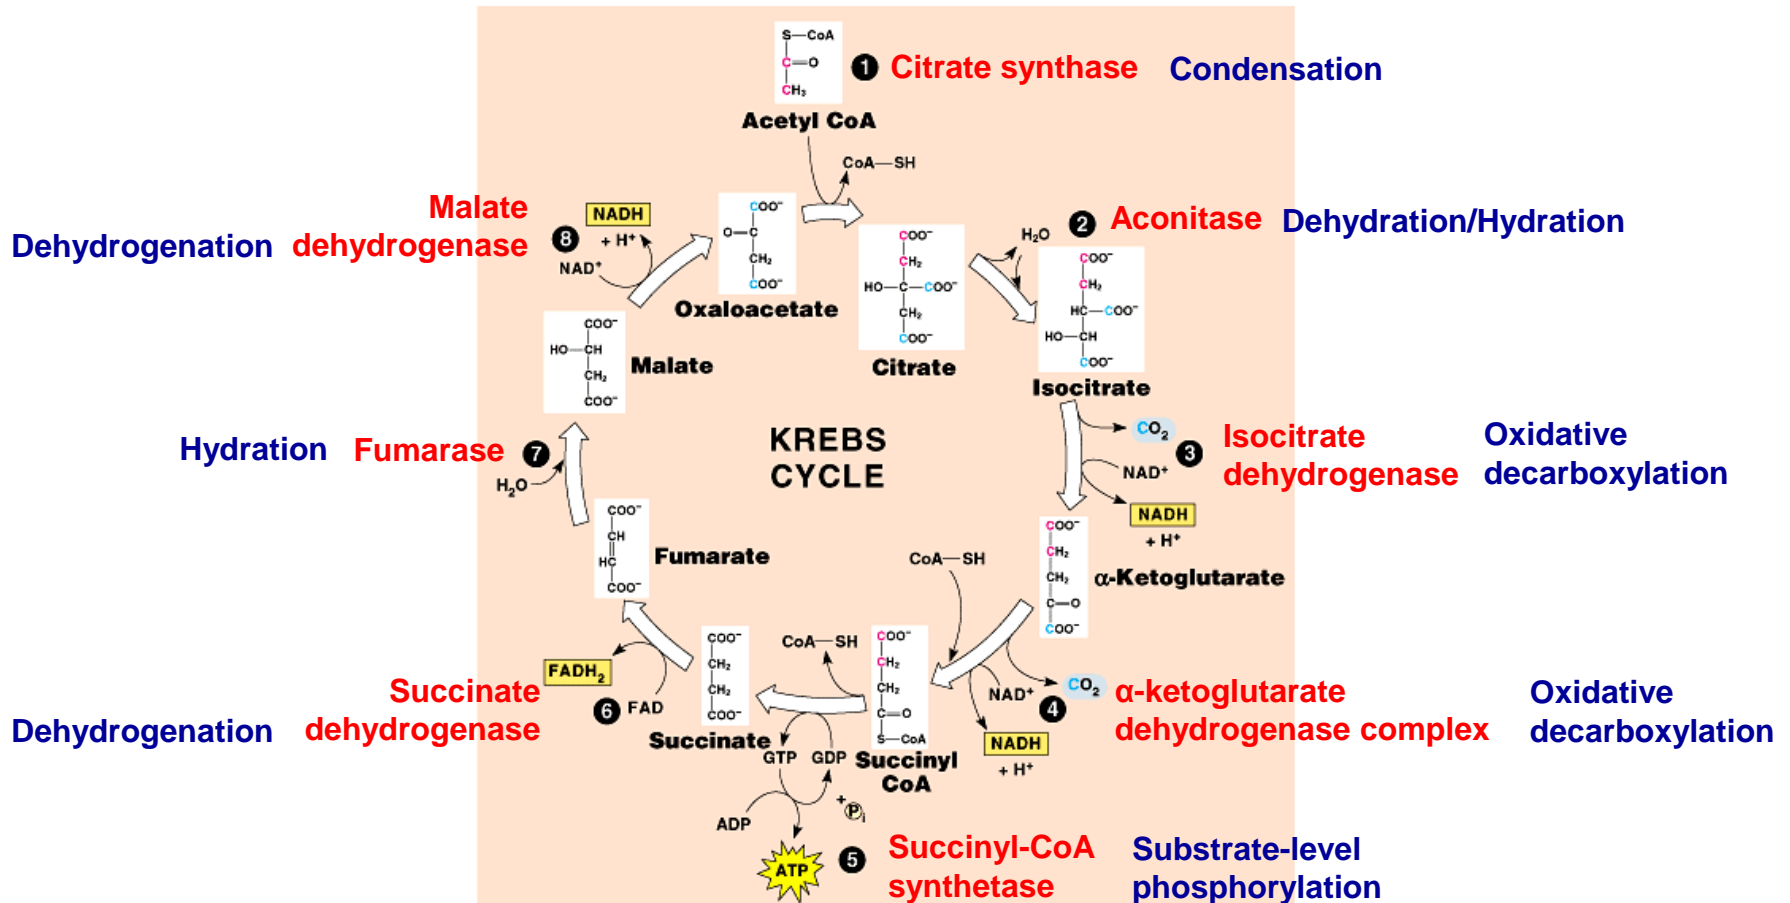 S—CoA
C=O
CH₃
Acetyl CoA
1 Citrate synthase Condensation
CoA—SH
COO⁻
O—C
CH₂
COO⁻
Oxaloacetate
COO⁻
CH₂
HO—C—COO⁻
CH₂
COO⁻
Citrate
H₂O
2 Aconitase Dehydration/Hydration
COO⁻
CH₂
HC—COO⁻
HO—CH
COO⁻
Isocitrate
CO₂
NAD⁺
NADH
+ H⁺
3 Isocitrate
dehydrogenase
Oxidative
decarboxylation
COO⁻
CH₂
CH₂
C—O
COO⁻
α-Ketoglutarate
CoA—SH
NAD⁺
CO₂
NADH
+ H⁺
4 α-ketoglutarate
dehydrogenase complex
Oxidative
decarboxylation
COO⁻
CH₂
CH₂
C=O
S—CoA
Succinyl
CoA
CoA—SH
GTP GDP
+ Pi
ADP
ATP
5 Succinyl-CoA
synthetase
Substrate-level
phosphorylation
COO⁻
CH₂
CH₂
COO⁻
Succinate
FADH₂
6 FAD
Succinate
dehydrogenase
Dehydrogenation
COO⁻
CH
HC
COO⁻
Fumarate
H₂O
Hydration Fumarase 7
COO⁻
HO—CH
CH₂
COO⁻
Malate
NADH
+ H⁺
NAD⁺
8
Malate
dehydrogenase
Dehydrogenation
KREBS
CYCLE